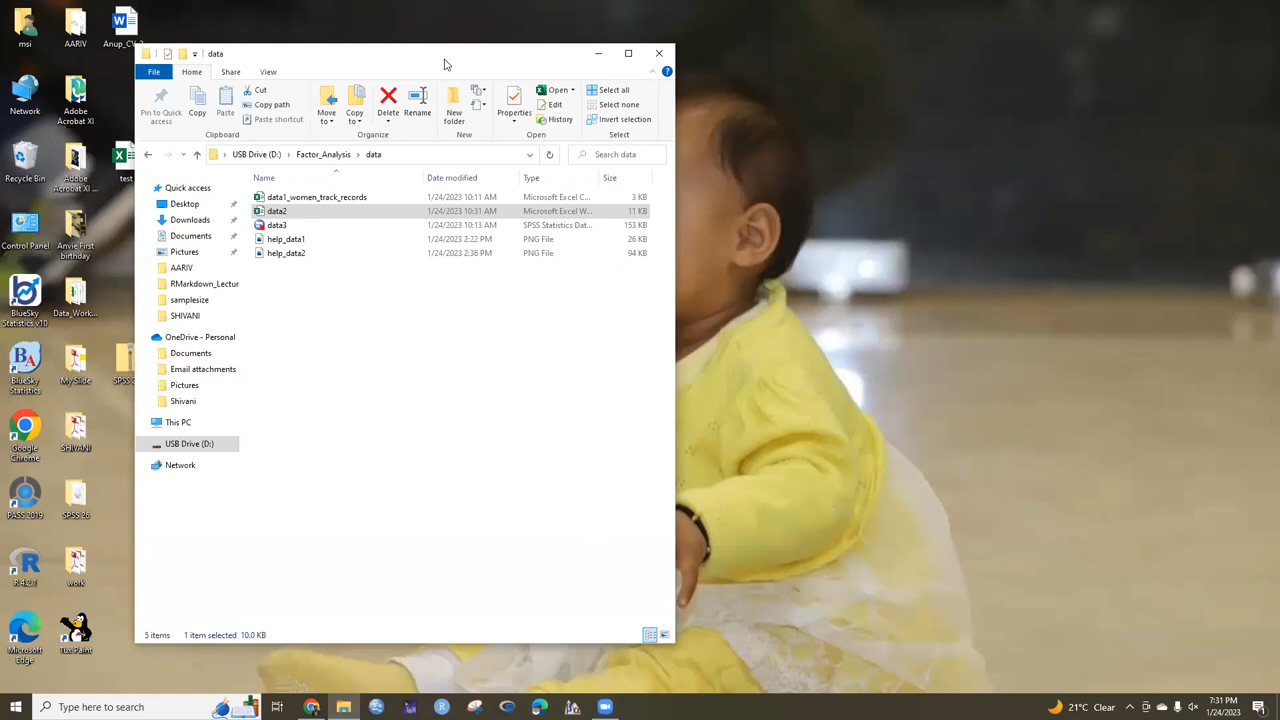 msi
AARIV
Anup_CV_2
Network
Adobe
Acrobat XI
Recycle Bin
Adobe
Acrobat XI ...
test
Control Panel
Anvie First
birthday
BlueSky
Statistics v10
Data_Work...
BlueSky
Statistics
My Slide
SPSS
Google
Chrome
SHIVANI
PASS 2019
SPSS 26
R 4.2.1
work
Microsoft
Edge
Tux Paint
data
File
Home
Share
View
Pin to Quick
access
Copy
Paste
Cut
Copy path
Paste shortcut
Clipboard
Move
to
Copy
to
Delete
Rename
Organize
New
folder
New
Properties
Open
Edit
History
Open
Select all
Select none
Invert selection
Select
USB Drive (D:) > Factor_Analysis > data
Search data
Name Date modified Type Size
data1_women_track_records 1/24/2023 10:11 AM Microsoft Excel C... 3 KB
data2 1/24/2023 10:31 AM Microsoft Excel W... 11 KB
data3 1/24/2023 10:13 AM SPSS Statistics Dat... 153 KB
help_data1 1/24/2023 2:22 PM PNG File 26 KB
help_data2 1/24/2023 2:36 PM PNG File 94 KB
Quick access
Desktop
Downloads
Documents
Pictures
AARIV
RMarkdown_Lectur
samplesize
SHIVANI
OneDrive - Personal
Documents
Email attachments
Pictures
Shivani
This PC
USB Drive (D:)
Network
5 items 1 item selected 10.0 KB
Type here to search
21°C Clear
7:31 PM
1/24/2023